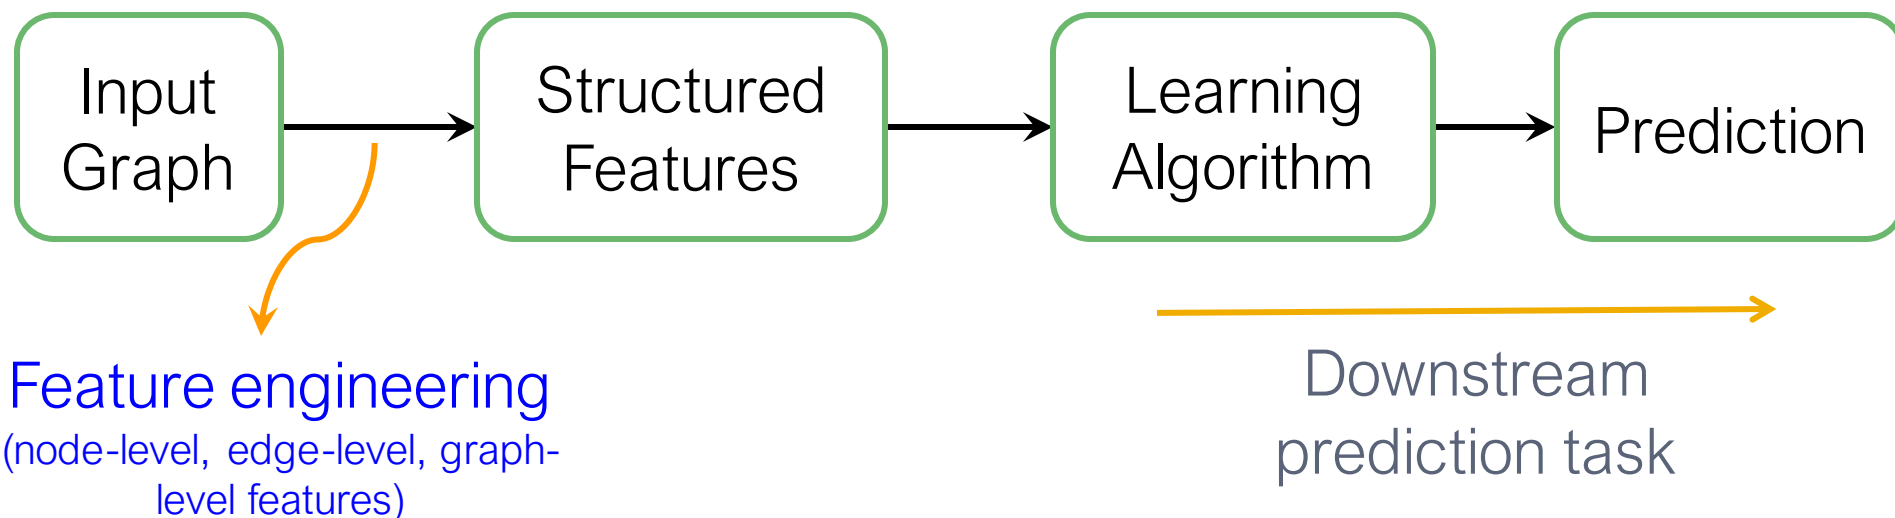 Input
Graph
Structured
Features
Learning
Algorithm
Prediction
Feature engineering
(node-level, edge-level, graph-
level features)
Downstream
prediction task